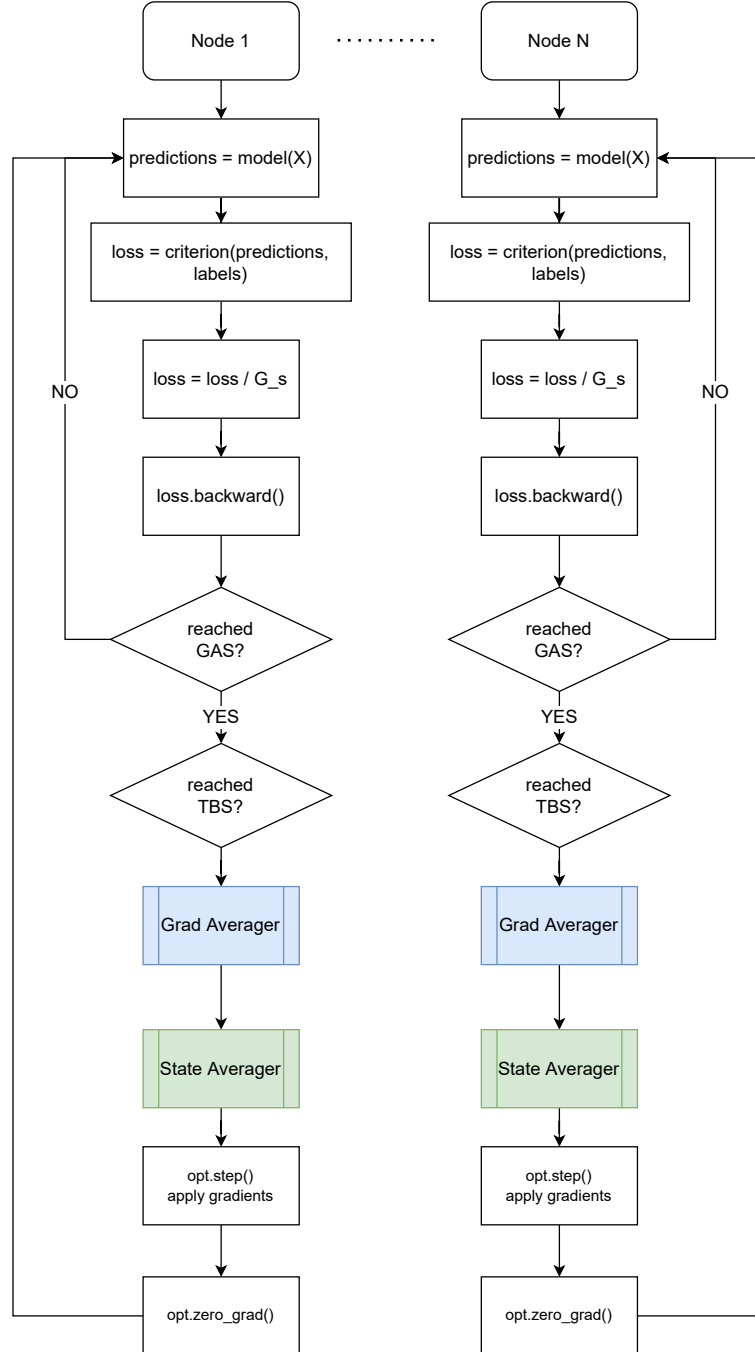 Node 1
predictions = model(X)
loss = criterion(predictions,
labels)
loss = loss / G_s
NO
loss.backward()
reached
GAS?
YES
reached
TBS?
Grad Averager
State Averager
opt.step()
apply gradients
opt.zero_grad()
Node N
predictions = model(X)
loss = criterion(predictions,
labels)
loss = loss / G_s
NO
loss.backward()
reached
GAS?
YES
reached
TBS?
Grad Averager
State Averager
opt.step()
apply gradients
opt.zero_grad()